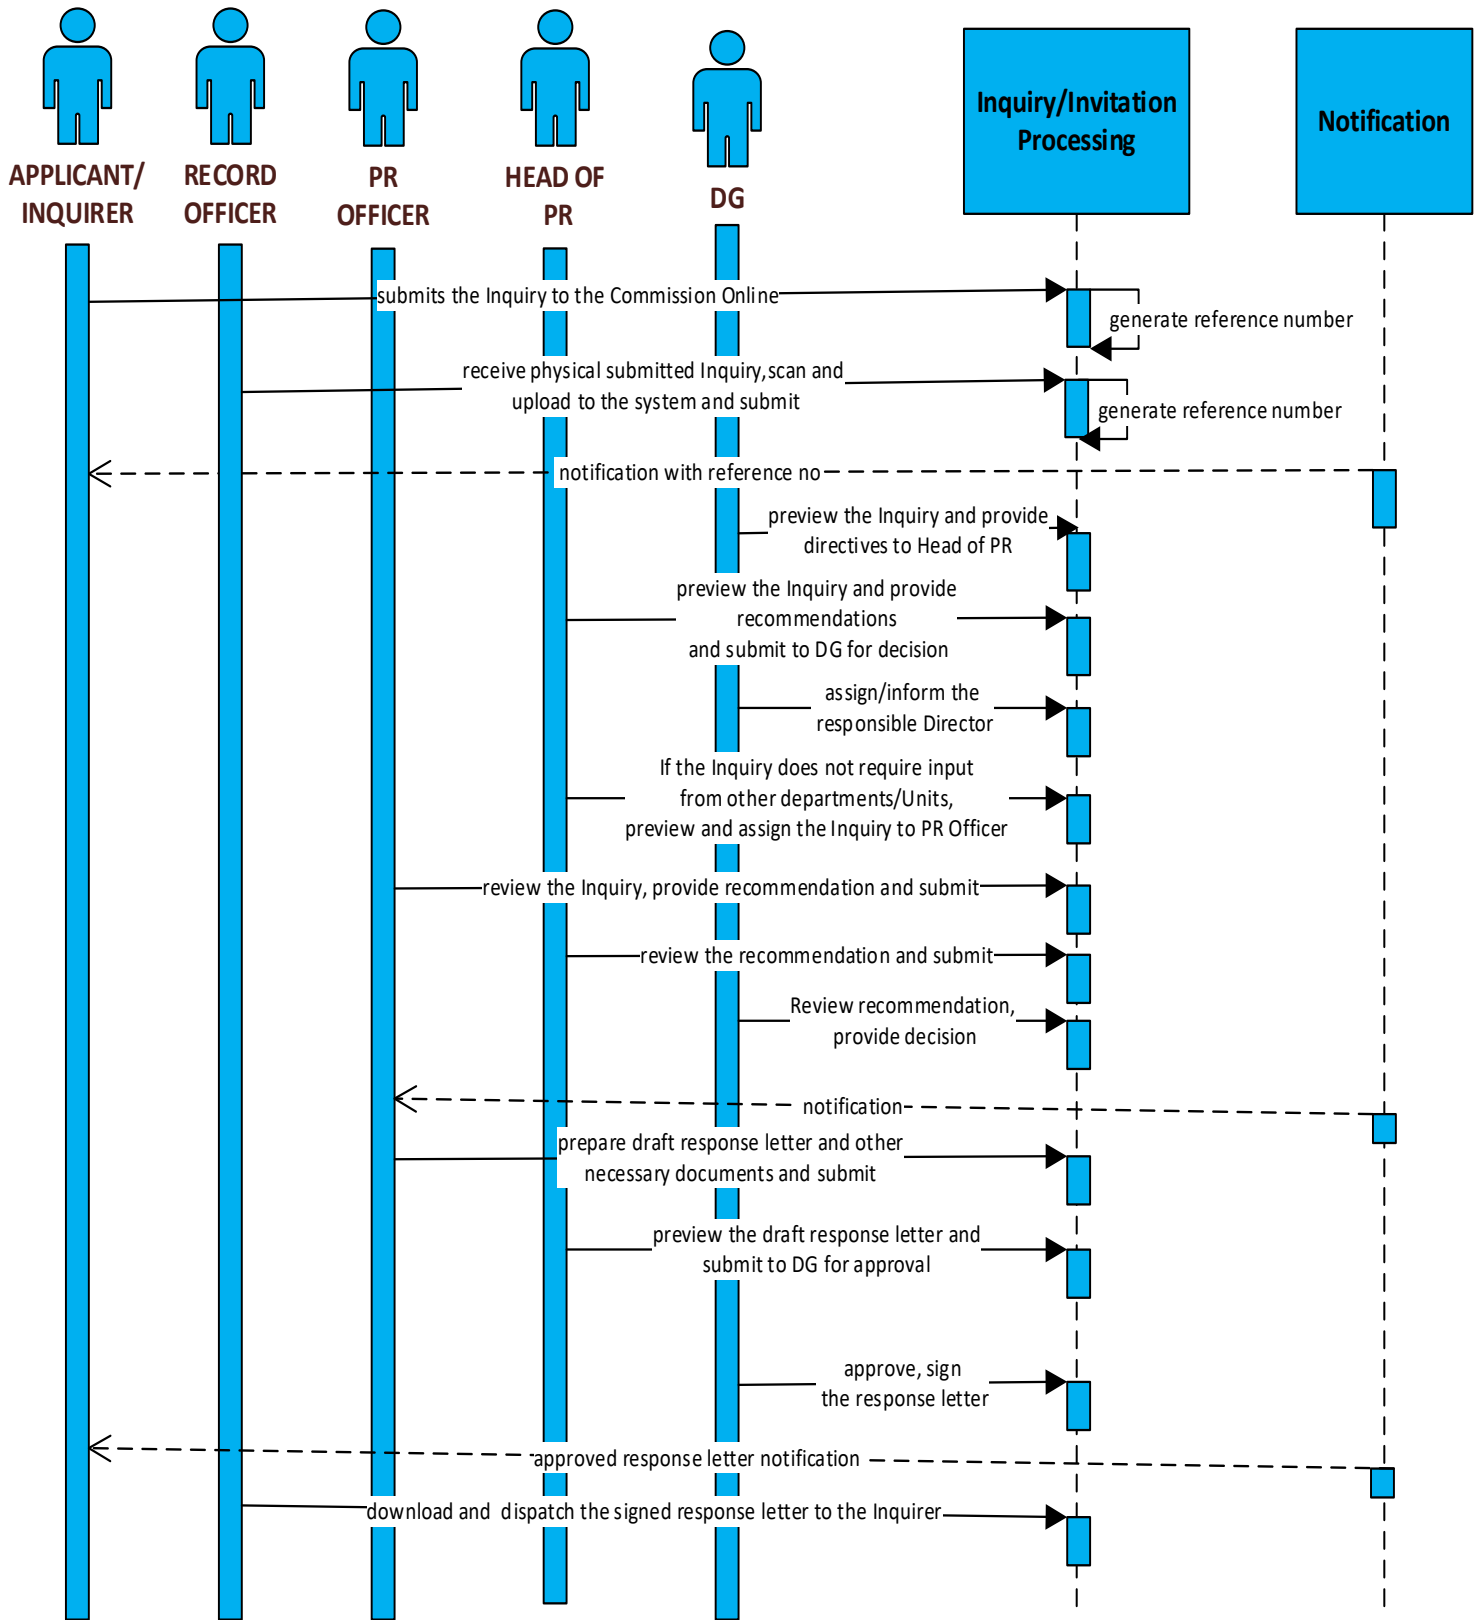 APPLICANT/
INQUIRER
RECORD
OFFICER
PR
OFFICER
HEAD OF
PR
DG
Inquiry/Invitation
Processing
Notification
submits the Inquiry to the Commission Online
generate reference number
receive physical submitted Inquiry,scan and
upload to the system and submit
generate reference number
notification with reference no
preview the Inquiry and provide
directives to Head of PR
preview the Inquiry and provide
recommendations
and submit to DG for decision
assign/inform the
responsible Director
If the Inquiry does not require input
from other departments/Units,
preview and assign the Inquiry to PR Officer
review the Inquiry, provide recommendation and submit
review the recommendation and submit
Review recommendation,
provide decision
notification
prepare draft response letter and other
necessary documents and submit
preview the draft response letter and
submit to DG for approval
approve, sign
the response letter
approved response letter notification
download and dispatch the signed response letter to the Inquirer